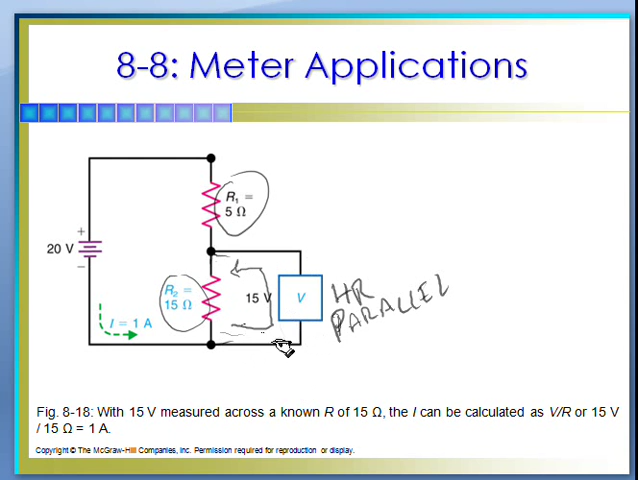 8-8: Meter Applications
R₁ =
5 Ω
+
20 V
−
R₂ =
15 Ω
15 V
V
HR
PARALLEL
I = 1 A
Fig. 8-18: With 15 V measured across a known R of 15 Ω, the I can be calculated as V/R or 15 V
/ 15 Ω = 1 A.
Copyright © The McGraw-Hill Companies, Inc. Permission required for reproduction or display.